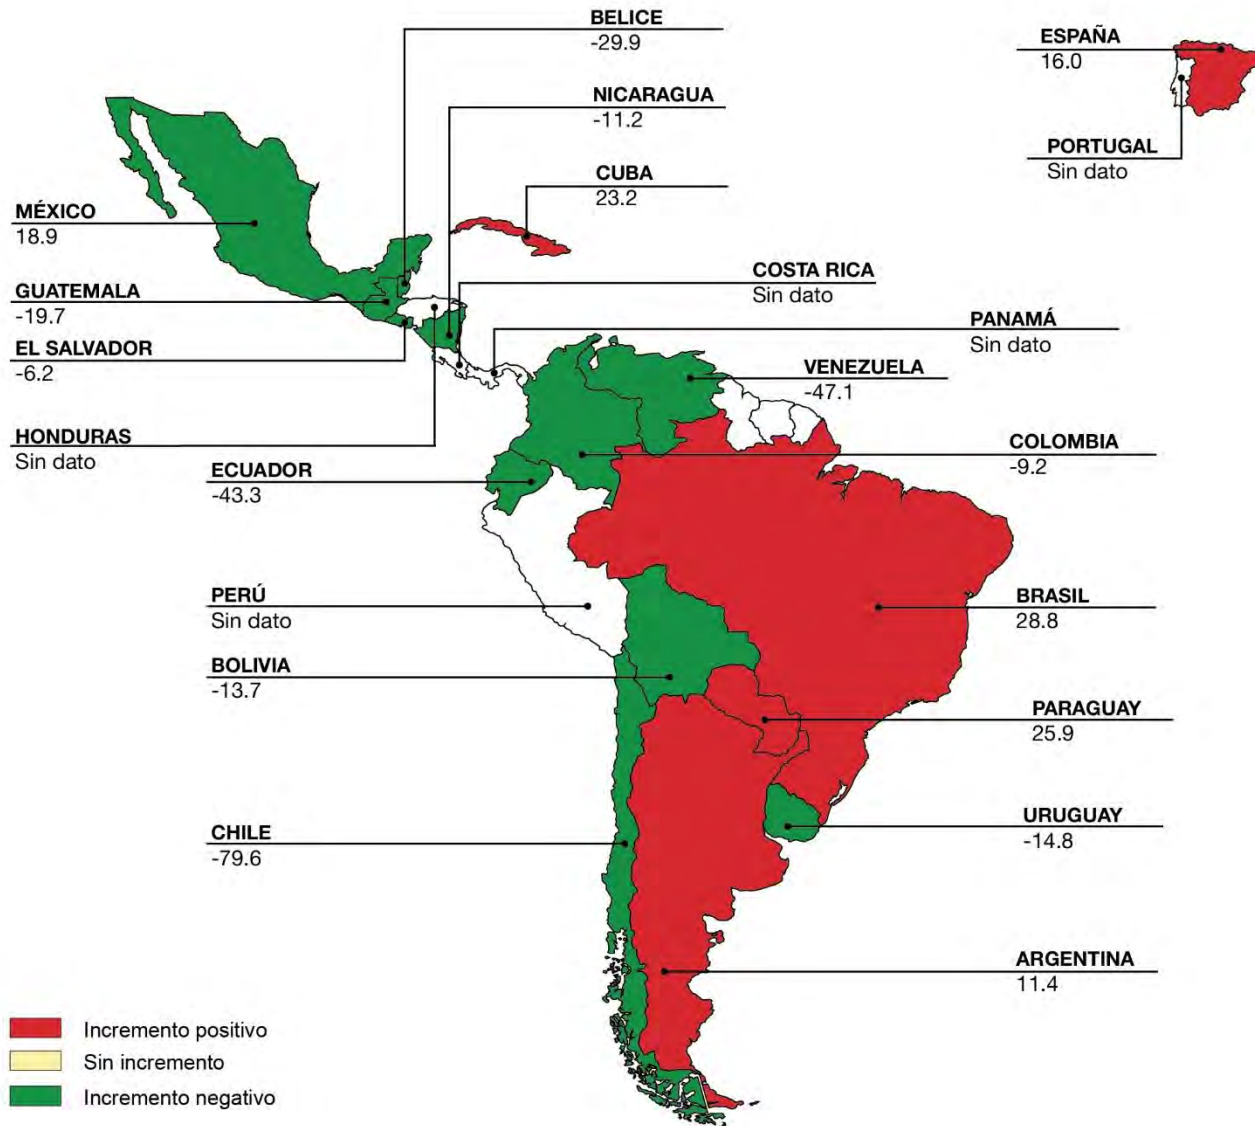 BELICE
-29.9
ESPAÑA
16.0
NICARAGUA
-11.2
PORTUGAL
Sin dato
CUBA
23.2
MÉXICO
18.9
COSTA RICA
Sin dato
GUATEMALA
-19.7
PANAMÁ
Sin dato
EL SALVADOR
-6.2
VENEZUELA
-47.1
HONDURAS
Sin dato
COLOMBIA
-9.2
ECUADOR
-43.3
PERÚ
Sin dato
BRASIL
28.8
BOLIVIA
-13.7
PARAGUAY
25.9
URUGUAY
-14.8
CHILE
-79.6
ARGENTINA
11.4
Incremento positivo
Sin incremento
Incremento negativo